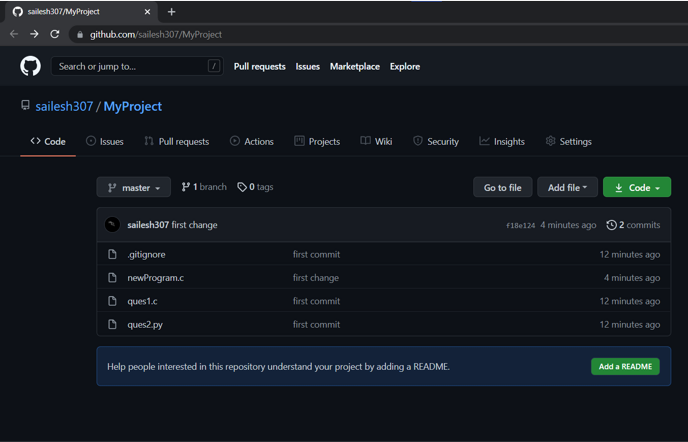 sailesh307/MyProject
github.com/sailesh307/MyProject
Search or jump to... / Pull requests Issues Marketplace Explore
sailesh307 / MyProject
Code Issues Pull requests Actions Projects Wiki Security Insights Settings
master 1 branch 0 tags Go to file Add file Code
sailesh307 first change f18e124 4 minutes ago 2 commits
.gitignore first commit 12 minutes ago
newProgram.c first change 4 minutes ago
ques1.c first commit 12 minutes ago
ques2.py first commit 12 minutes ago
Help people interested in this repository understand your project by adding a README. Add a README